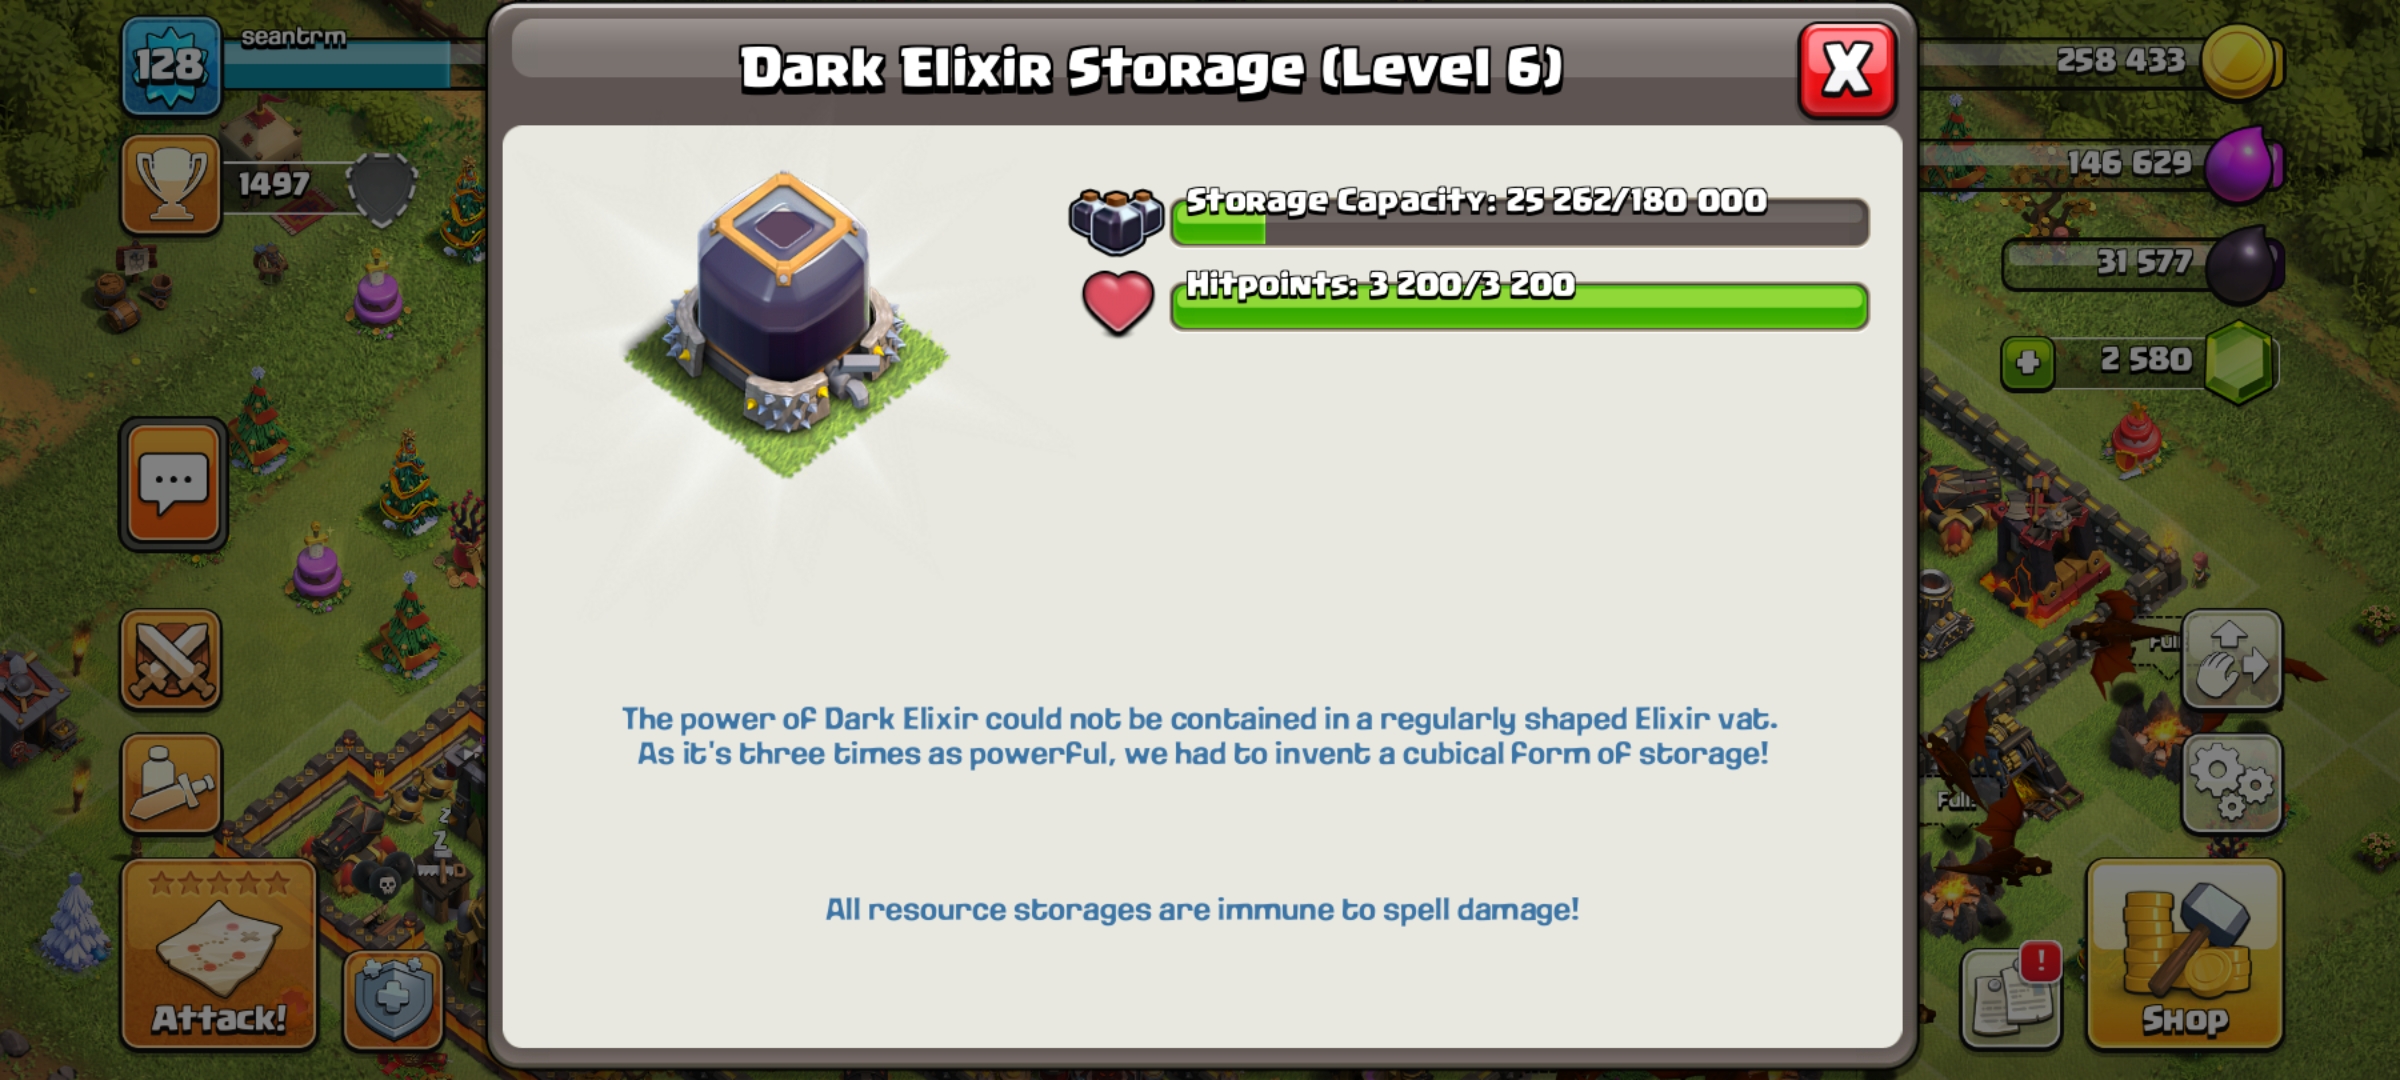 128
seantrm
1497
Attack!
Dark Elixir Storage (Level 6)
X
Storage Capacity: 25 262/180 000
Hitpoints: 3 200/3 200
The power of Dark Elixir could not be contained in a regularly shaped Elixir vat.
As it's three times as powerful, we had to invent a cubical form of storage!
All resource storages are immune to spell damage!
258 433
146 629
31 577
2 580
Full
Full
!
Shop
z
Z